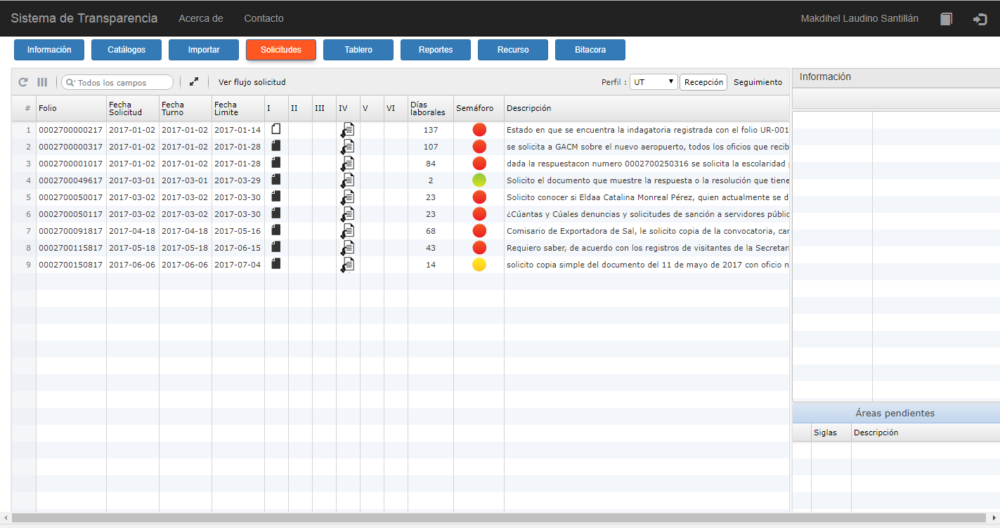 Sistema de Transparencia Acerca de Contacto Makdihel Laudino Santillán
Información Catálogos Importar Solicitudes Tablero Reportes Recurso Bitacora
Todos los campos Ver flujo solicitud Perfil : UT Recepción Seguimiento
Información
# Folio Fecha Solicitud Fecha Turno Fecha Limite I II III IV V VI Días laborales Semáforo Descripción
1 0002700000217 2017-01-02 2017-01-02 2017-01-14 137 Estado en que se encuentra la indagatoria registrada con el folio UR-001
2 0002700000317 2017-01-02 2017-01-02 2017-01-28 107 se solicita a GACM sobre el nuevo aeropuerto, todos los oficios que recib
3 0002700001017 2017-01-02 2017-01-02 2017-01-28 84 dada la respuestacon numero 0002700250316 se solicita la escolaridad
4 0002700049617 2017-03-01 2017-03-01 2017-03-29 2 Solicito el documento que muestre la respuesta o la resolución que tiene
5 0002700050017 2017-03-02 2017-03-02 2017-03-30 23 Solicito conocer si Eldaa Catalina Monreal Pérez, quien actualmente se d
6 0002700050117 2017-03-02 2017-03-02 2017-03-30 23 ¿Cúantas y Cúales denuncias y solicitudes de sanción a servidores públic
7 0002700091817 2017-04-18 2017-04-18 2017-05-16 68 Comisario de Exportadora de Sal, le solicito copia de la convocatoria, car
8 0002700115817 2017-05-18 2017-05-18 2017-06-15 43 Requiero saber, de acuerdo con los registros de visitantes de la Secretar
9 0002700150817 2017-06-06 2017-06-06 2017-07-04 14 solicito copia simple del documento del 11 de mayo de 2017 con oficio n
Áreas pendientes
Siglas Descripción